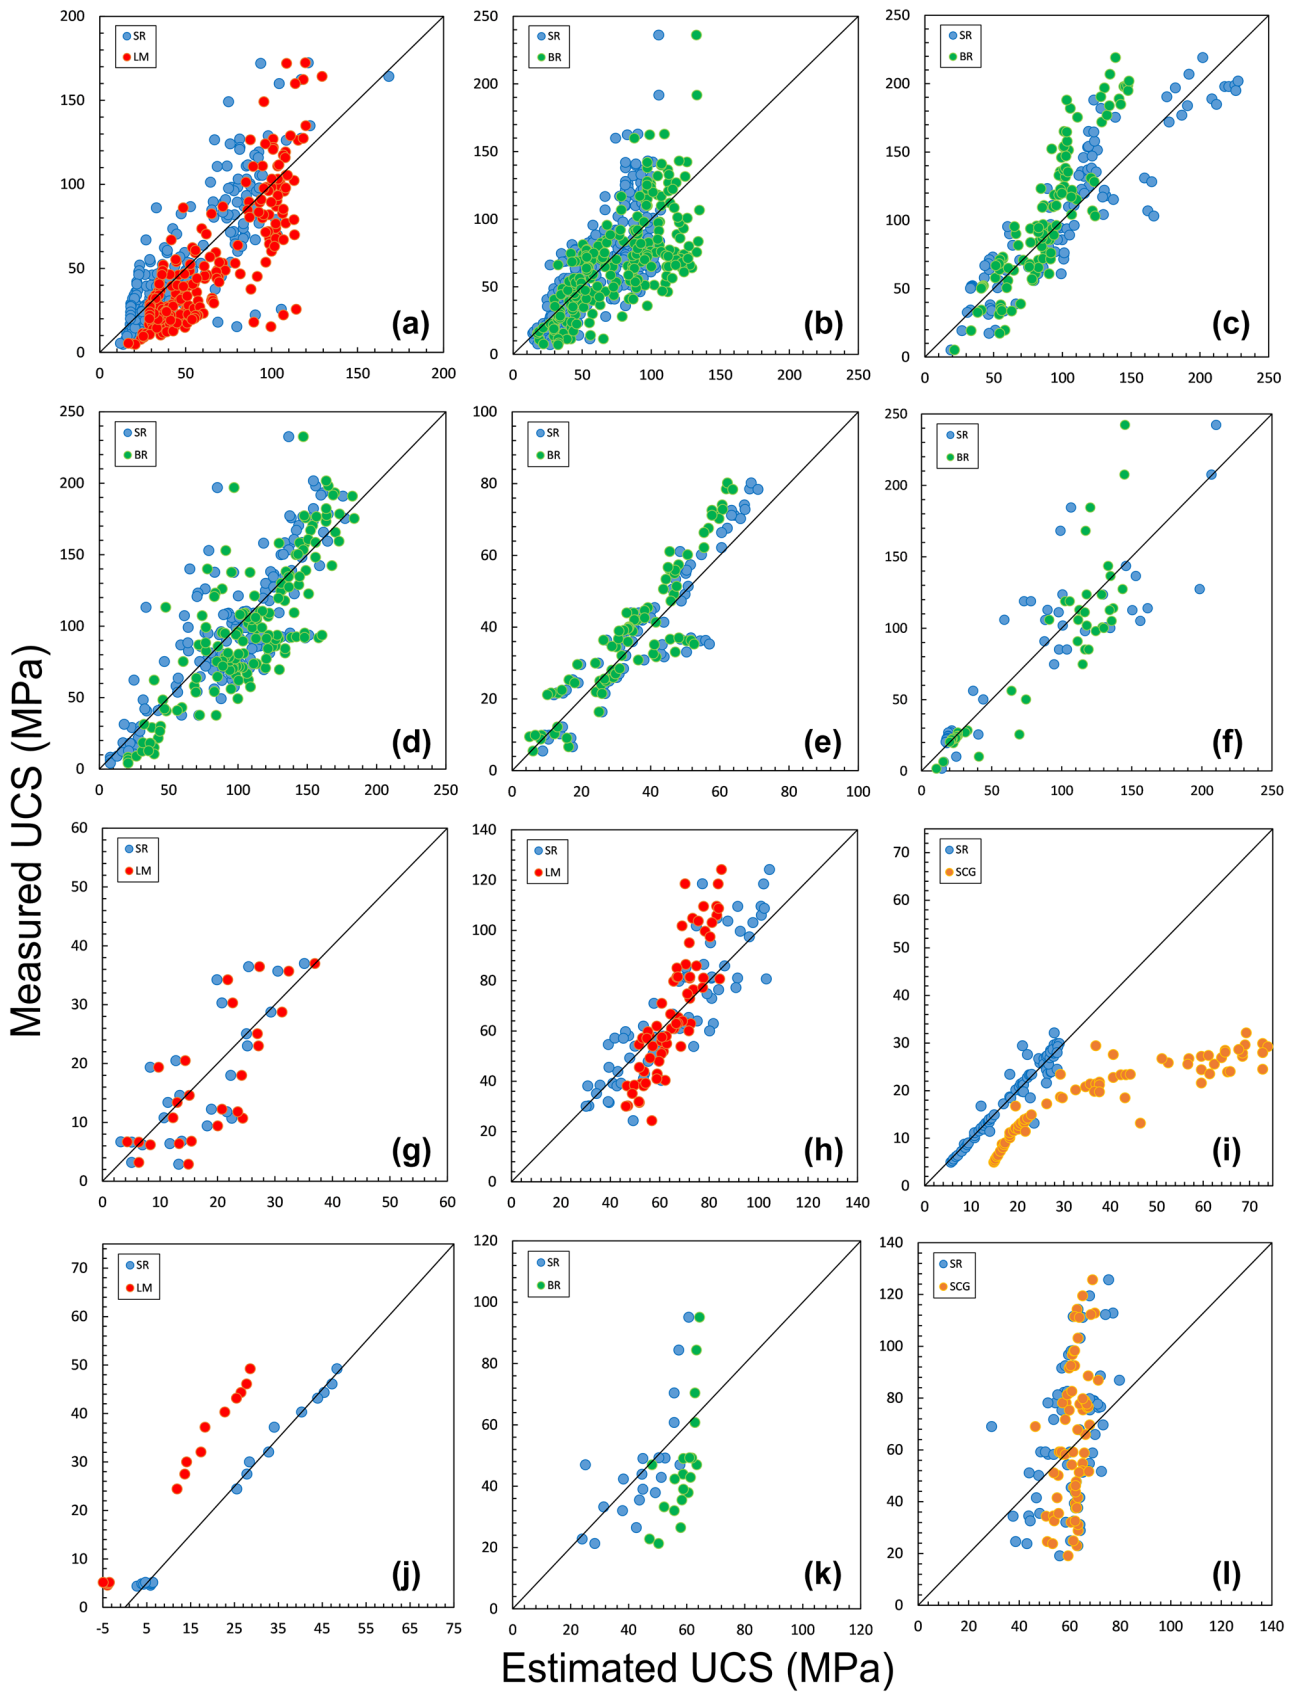 Measured UCS (MPa)
200
150
100
50
0
SR
LM
(a)
0 50 100 150 200
250
200
150
100
50
0
SR
BR
(b)
0 50 100 150 200 250
250
200
150
100
50
0
SR
BR
(c)
0 50 100 150 200 250
250
200
150
100
50
0
SR
BR
(d)
0 50 100 150 200 250
100
80
60
40
20
0
SR
BR
(e)
0 20 40 60 80 100
250
200
150
100
50
0
SR
BR
(f)
0 50 100 150 200 250
60
50
40
30
20
10
0
SR
LM
(g)
0 10 20 30 40 50 60
140
120
100
80
60
40
20
0
SR
LM
(h)
0 20 40 60 80 100 120 140
70
60
50
40
30
20
10
0
SR
SCG
(i)
0 10 20 30 40 50 60 70
70
60
50
40
30
20
10
0
SR
LM
(j)
-5 5 15 25 35 45 55 65 75
120
100
80
60
40
20
0
SR
BR
(k)
0 20 40 60 80 100 120
140
120
100
80
60
40
20
0
SR
SCG
(l)
0 20 40 60 80 100 120 140
Estimated UCS (MPa)